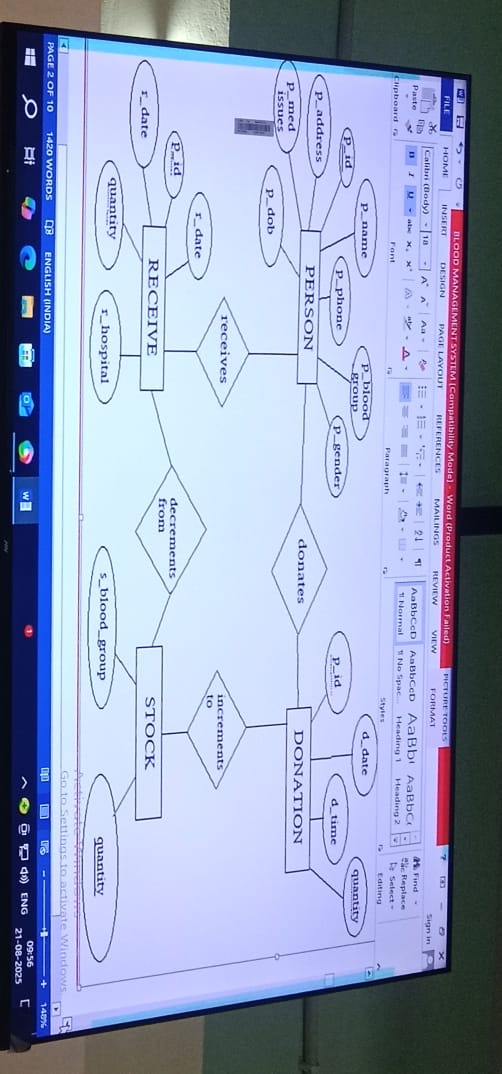 BLOOD MANAGEMENT SYSTEM [Compatibility Mode] - Word (Product Activation Failed)
PICTURE TOOLS
Sign in
FILE HOME INSERT DESIGN PAGE LAYOUT REFERENCES MAILINGS REVIEW VIEW FORMAT
Paste
Calibri (Body) 18
Find
Replace
Select
AaBbCcD AaBbCcD AaBb AaBbCc
¶ Normal ¶ No Spac... Heading 1 Heading 2
Clipboard Font Paragraph Styles Editing
p_name
p_blood
group
d_date
p_id
p_phone
p_gender
p_id
d_time
quantity
p_address
p_med
issues
PERSON
donates
DONATION
p_dob
receives
increments
to
r_date
p_id
r_date
RECEIVE
decrements
from
STOCK
quantity
r_hospital
s_blood_group
quantity
Activate Windows
Go to Settings to activate Windows.
PAGE 2 OF 10 1420 WORDS ENGLISH (INDIA) 148%
ENG
09:56
21-08-2025